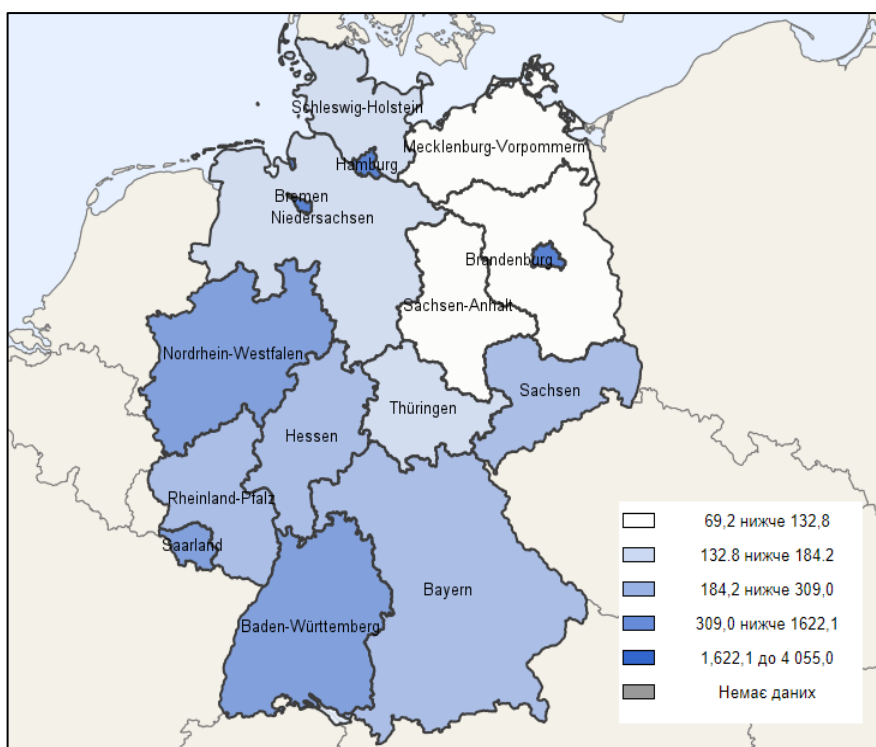 Schleswig-Holstein
Mecklenburg-Vorpommern
Hamburg
Bremen
Niedersachsen
Brandenburg
Sachsen-Anhalt
Nordrhein-Westfalen
Sachsen
Thüringen
Hessen
Rheinland-Pfalz
Saarland
Bayern
Baden-Württemberg
69,2 нижче 132,8
132.8 нижче 184.2
184,2 нижче 309,0
309,0 нижче 1622,1
1,622,1 до 4 055,0
Немає даних